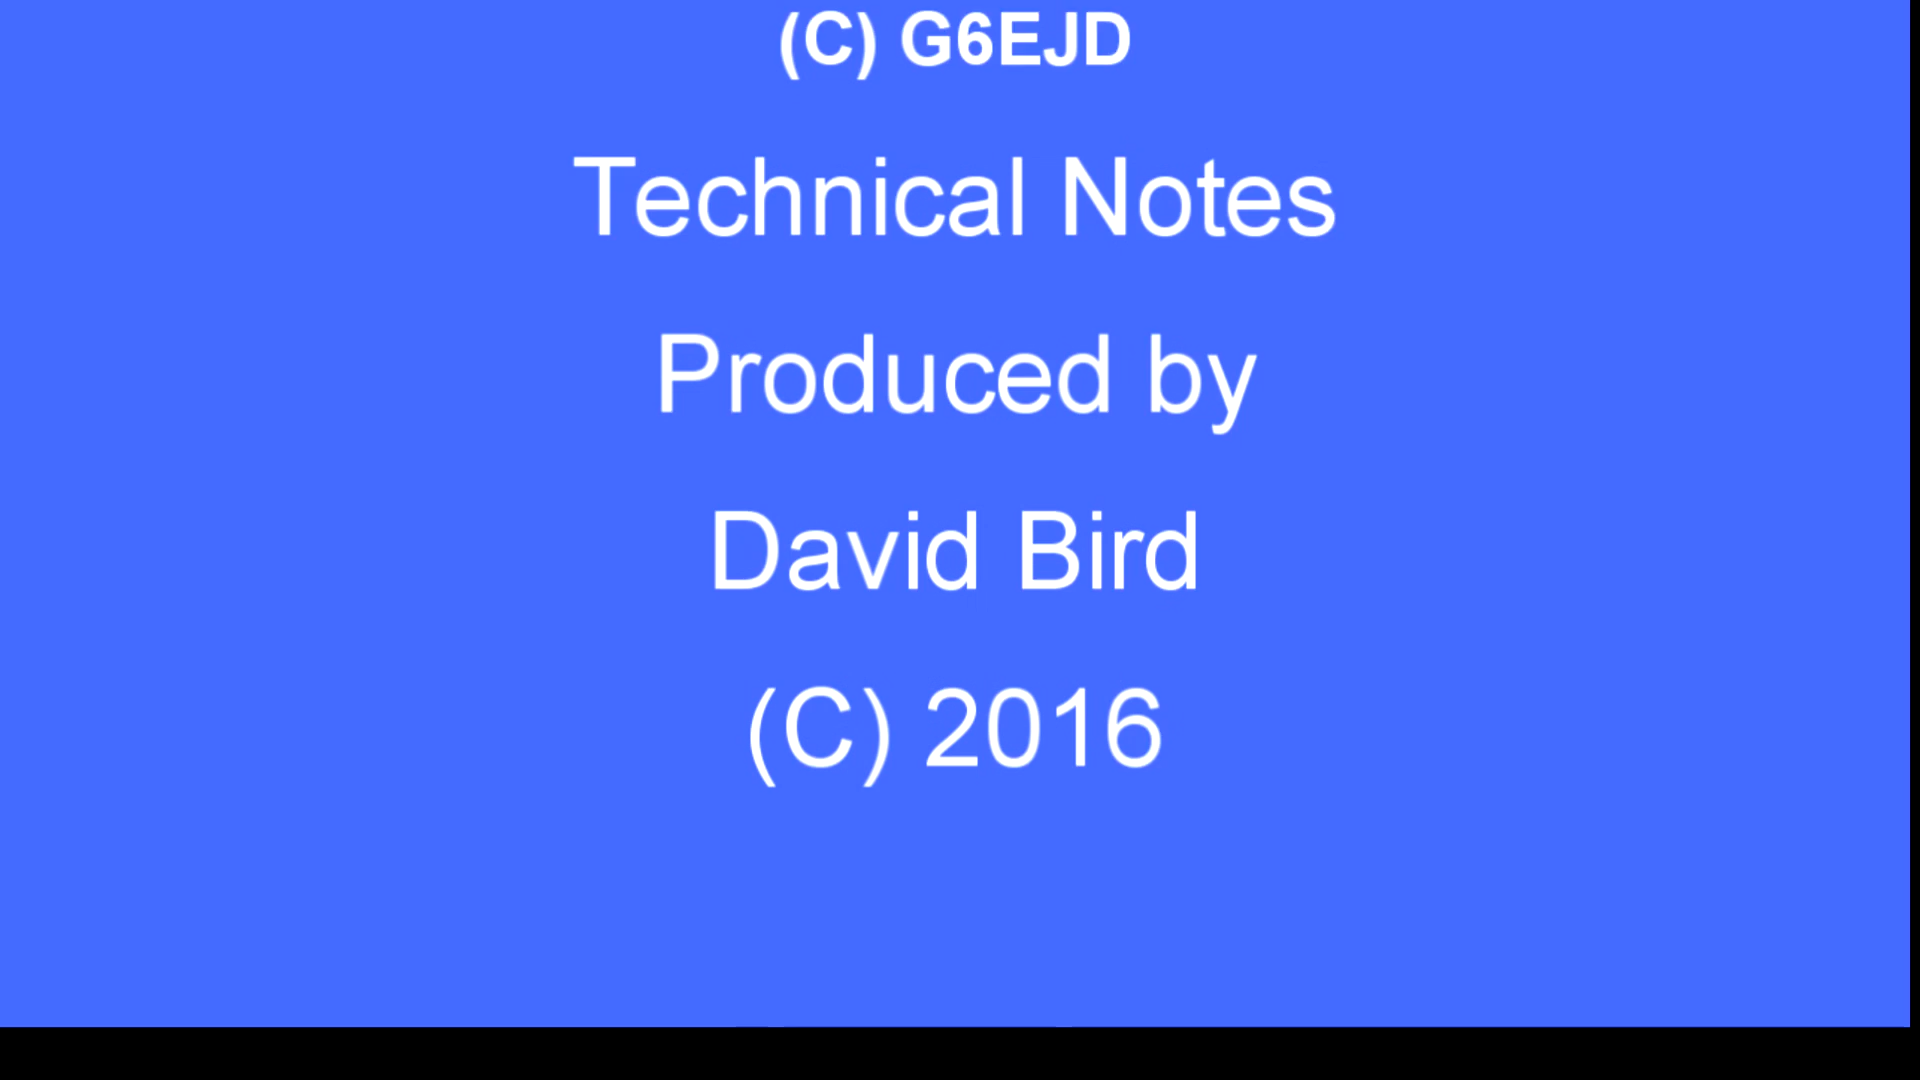 (C) G6EJD
Technical Notes
Produced by
David Bird
(C) 2016